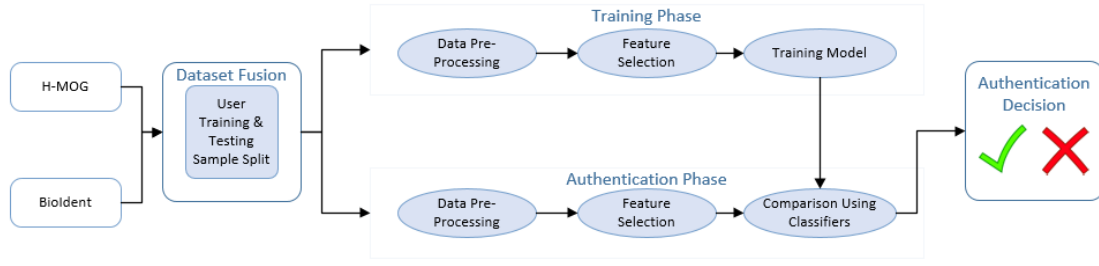 H-MOG
BioIdent
Dataset Fusion
User
Training &
Testing
Sample Split
Training Phase
Data Pre-
Processing
Feature
Selection
Training Model
Authentication Phase
Data Pre-
Processing
Feature
Selection
Comparison Using
Classifiers
Authentication
Decision